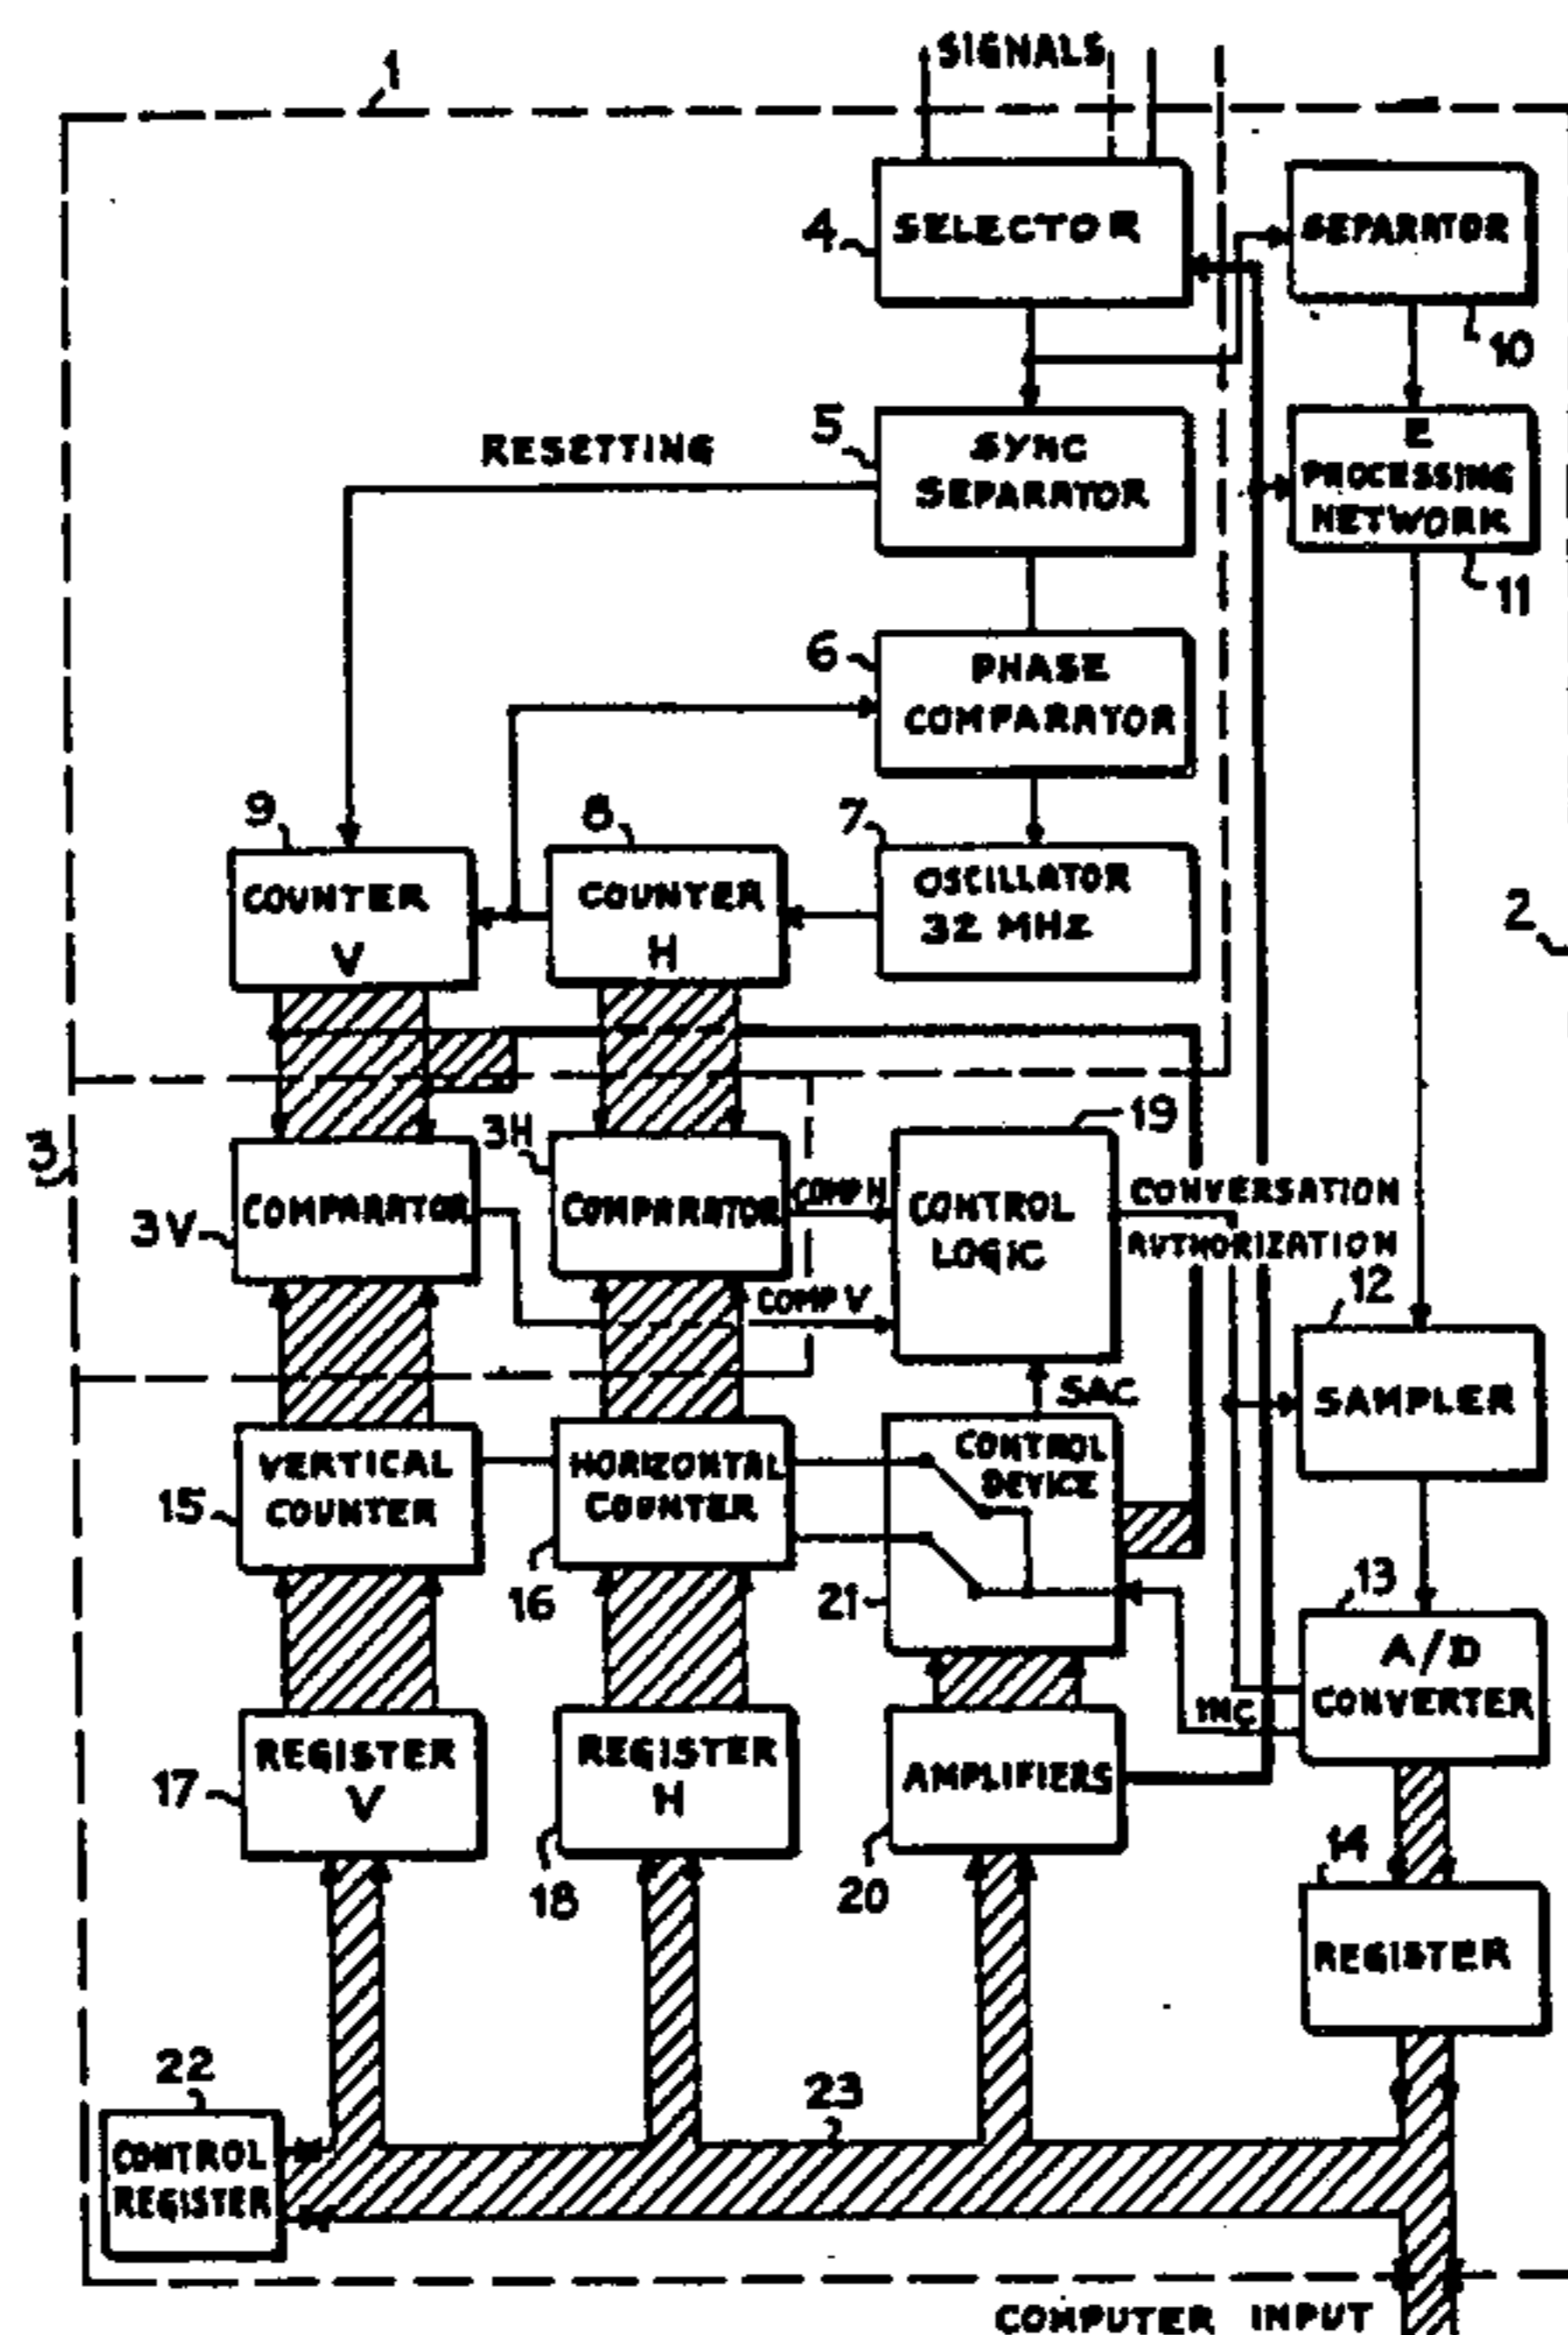 SIGNALS
1
4
SELECTOR
SEPARATOR
10
5
SYNC
SEPARATOR
RESETTING
E
PROCESSING
NETWORK
11
6
PHASE
COMPARATOR
9
COUNTER
V
8
COUNTER
H
7
OSCILLATOR
32 MHZ
2
3
3V
COMPARATOR
3H
COMPARATOR
COMP H
COMP V
19
CONTROL
LOGIC
CONVERSATION
AUTHORIZATION
12
SAMPLER
SAC
15
VERTICAL
COUNTER
16
HORIZONTAL
COUNTER
21
CONTROL
DEVICE
13
A/D
CONVERTER
INC
17
REGISTER
V
18
REGISTER
H
20
AMPLIFIERS
14
REGISTER
22
CONTROL
REGISTER
23
COMPUTER INPUT